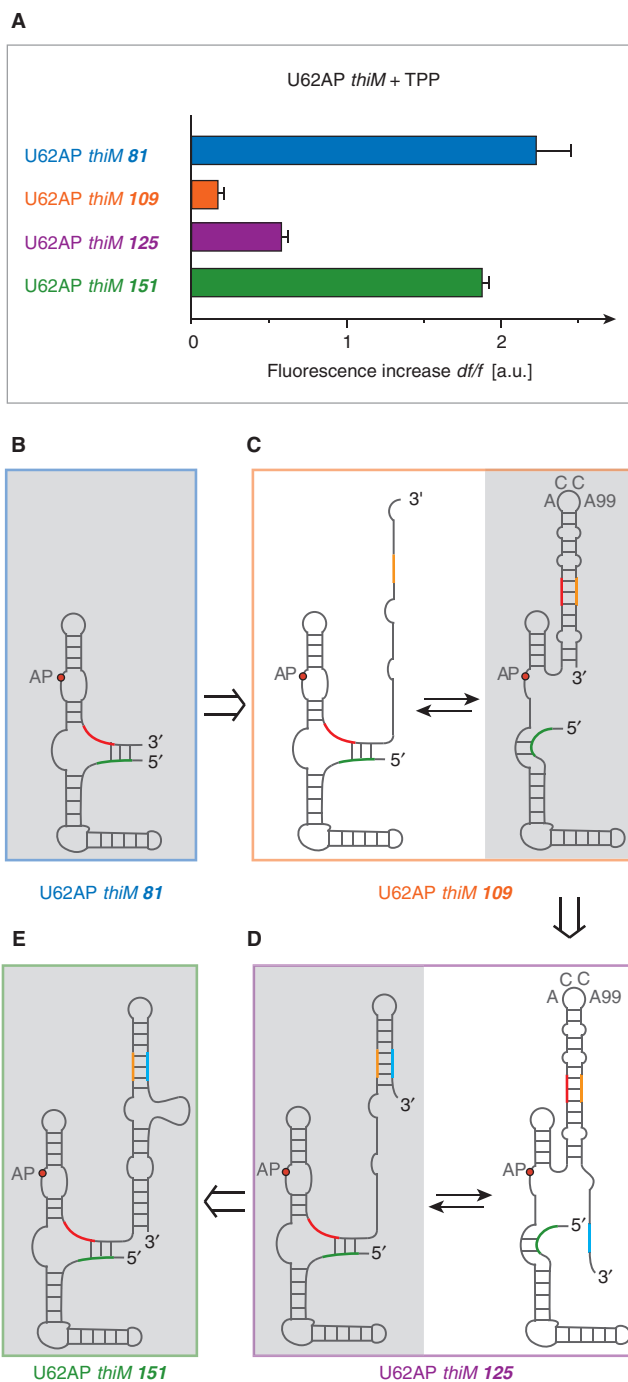 A
U62AP thiM + TPP
U62AP thiM 81
U62AP thiM 109
U62AP thiM 125
U62AP thiM 151
0 1 2
Fluorescence increase df/f [a.u.]
B
AP
3′
5′
U62AP thiM 81
C
3'
AP
5′
C C
A A99
AP
3′
5′
U62AP thiM 109
E
AP
3′
5′
U62AP thiM 151
D
3′
AP
5′
C C
A A99
AP
5′
3′
U62AP thiM 125